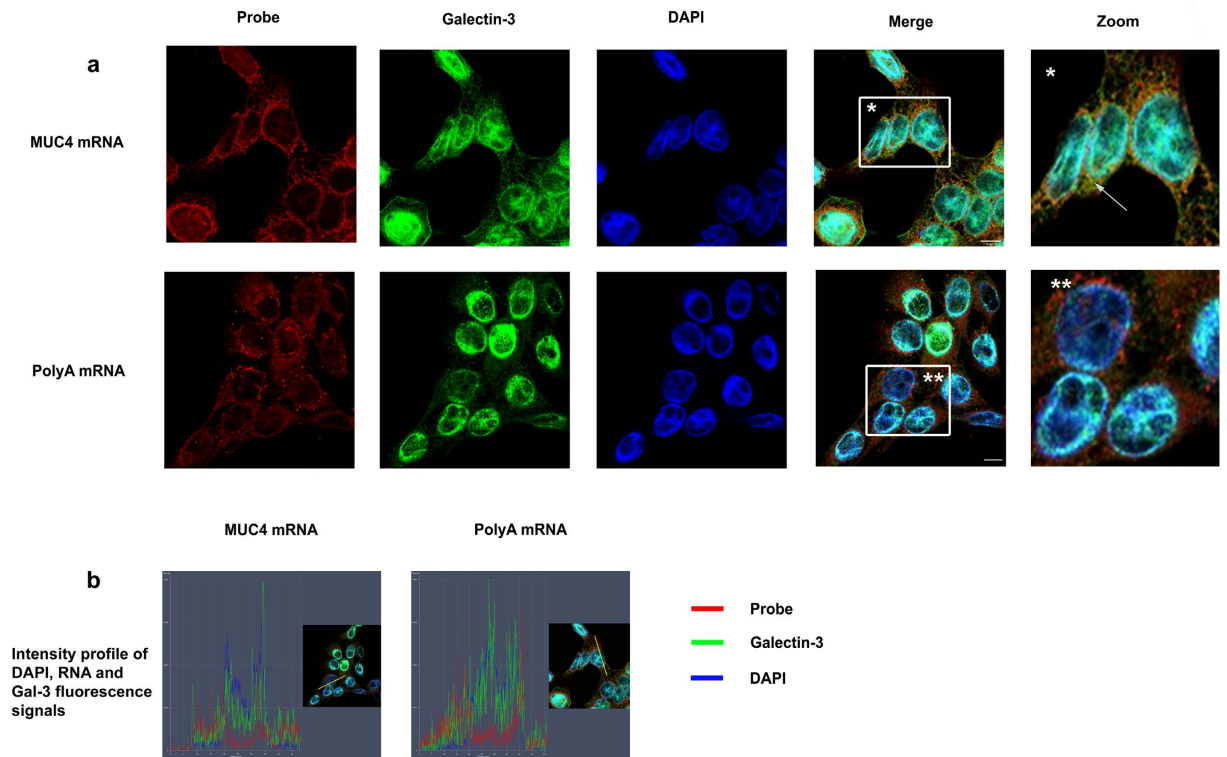 Probe Galectin-3 DAPI Merge Zoom
a
MUC4 mRNA
*
*
PolyA mRNA
**
**
MUC4 mRNA PolyA mRNA
b
Intensity profile of
DAPI, RNA and
Gal-3 fluorescence
signals
Probe
Galectin-3
DAPI